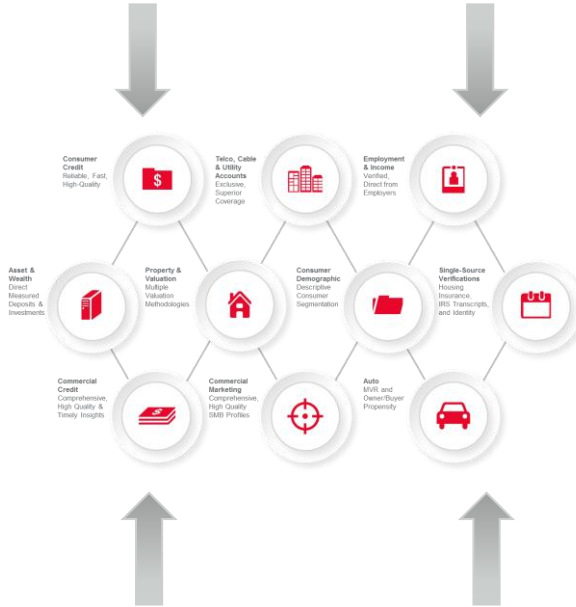 Consumer
Credit
Reliable, Fast,
High-Quality
Telco, Cable
& Utility
Accounts
Exclusive,
Superior
Coverage
Employment
& Income
Verified,
Direct from
Employers
$
Asset &
Wealth
Direct
Measured
Deposits &
Investments
Property &
Valuation
Multiple
Valuation
Methodologies
Consumer
Demographic
Descriptive
Consumer
Segmentation
Single-Source
Verifications
Housing
Insurance,
IRS Transcripts,
and Identity
Commercial
Credit
Comprehensive,
High Quality &
Timely Insights
$
Commercial
Marketing
Comprehensive,
High Quality
SMB Profiles
Auto
MVR and
Owner/Buyer
Propensity